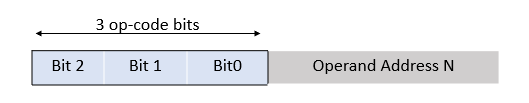 3 op-code bits
Bit 2 Bit 1 Bit0 Operand Address N